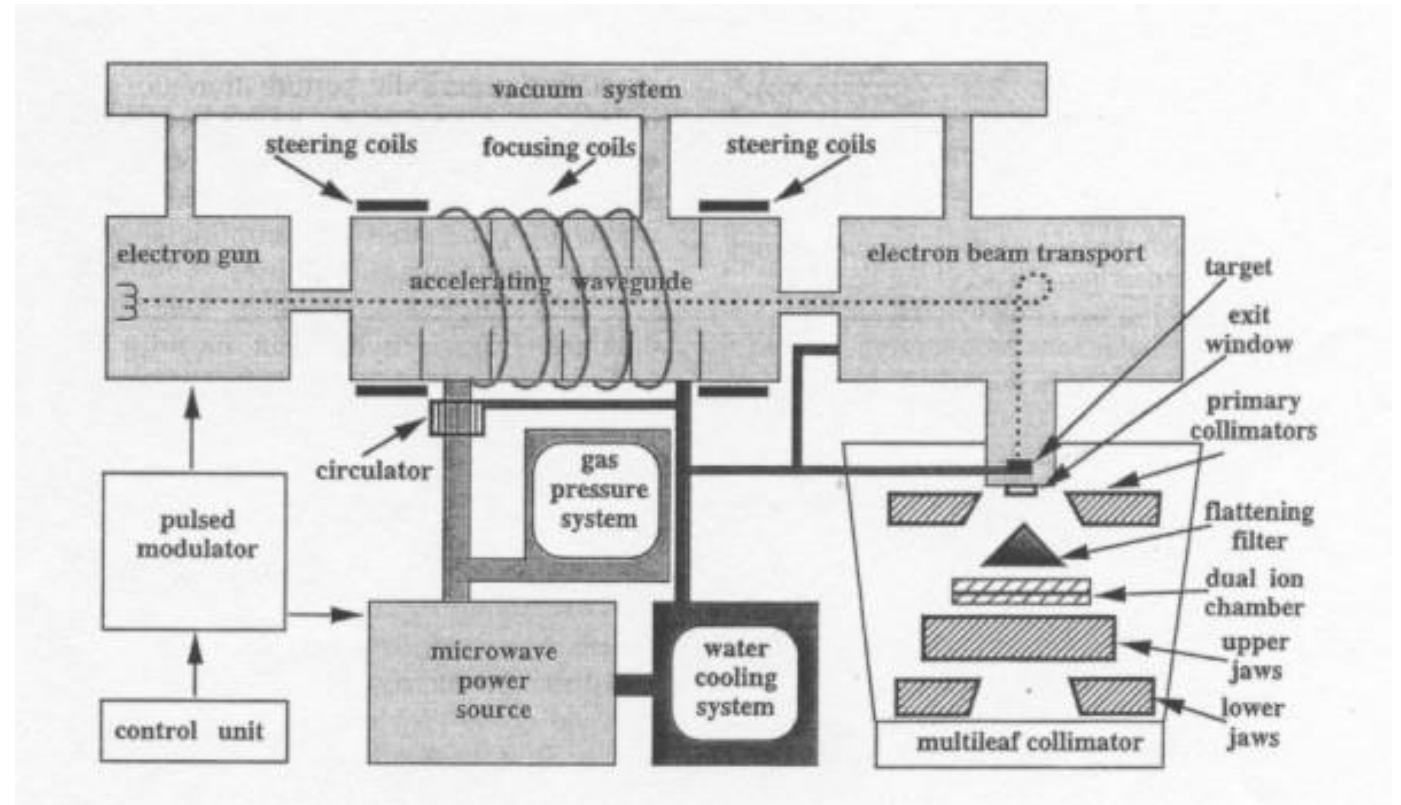 vacuum system
steering coils
focusing coils
steering coils
electron gun
accelerating waveguide
electron beam transport
target
exit
window
primary
collimators
circulator
gas
pressure
system
pulsed
modulator
flattening
filter
dual ion
chamber
upper
jaws
microwave
power
source
water
cooling
system
lower
jaws
control unit
multileaf collimator